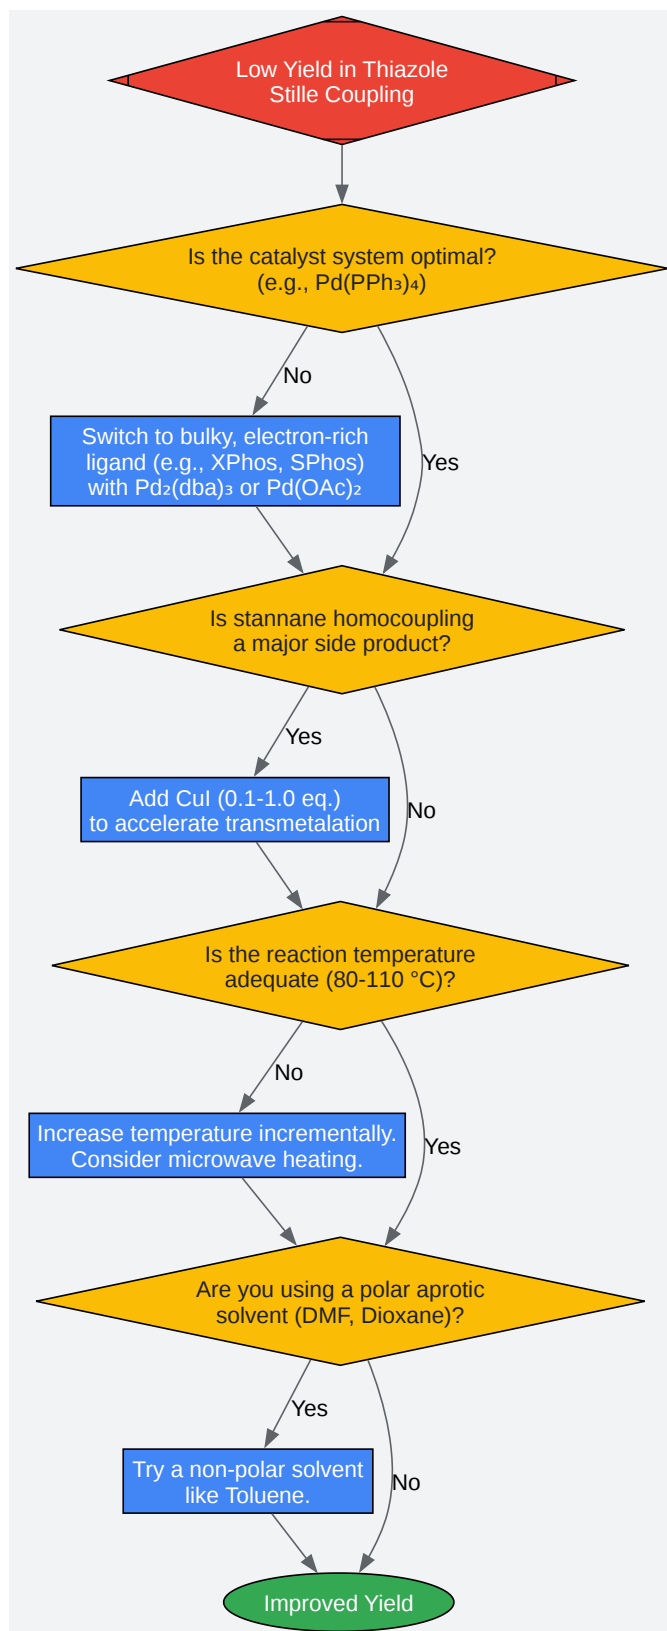 Low Yield in Thiazole
Stille Coupling
Is the catalyst system optimal?
(e.g., Pd(PPh₃)₄)
No
Yes
Switch to bulky, electron-rich
ligand (e.g., XPhos, SPhos)
with Pd₂(dba)₃ or Pd(OAc)₂
Is stannane homocoupling
a major side product?
Yes
No
Add CuI (0.1-1.0 eq.)
to accelerate transmetalation
Is the reaction temperature
adequate (80-110 °C)?
No
Yes
Increase temperature incrementally.
Consider microwave heating.
Are you using a polar aprotic
solvent (DMF, Dioxane)?
Yes
No
Try a non-polar solvent
like Toluene.
Improved Yield